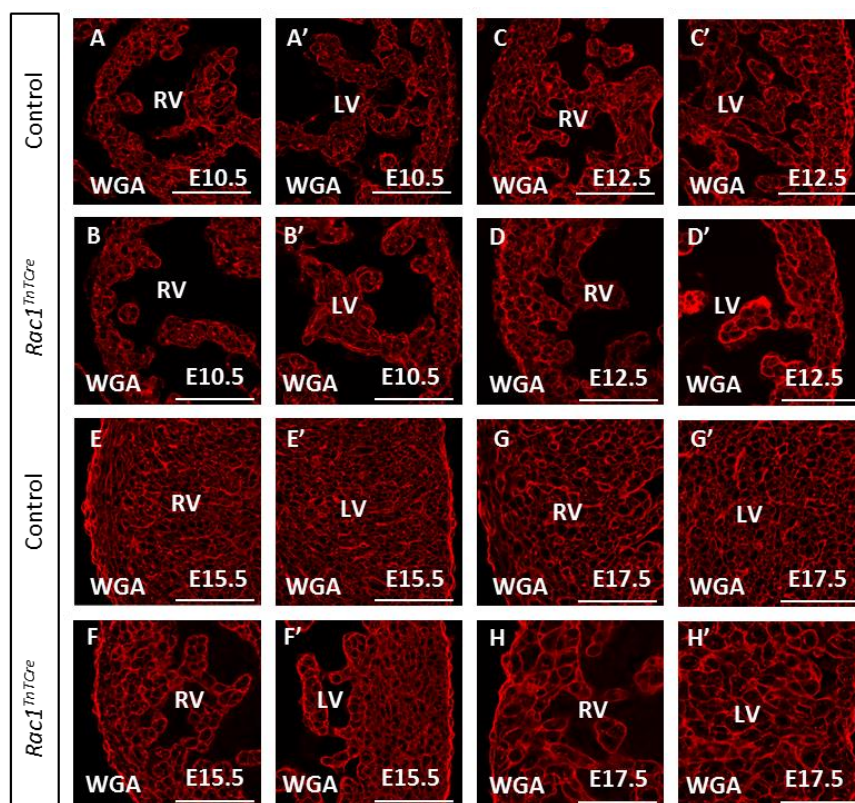 Control
A
RV
WGA
E10.5
A’
LV
WGA
E10.5
C
RV
WGA
E12.5
C’
LV
WGA
E12.5
Rac1TnTCre
B
RV
WGA
E10.5
B’
LV
WGA
E10.5
D
RV
WGA
E12.5
D’
LV
WGA
E12.5
Control
E
RV
WGA
E15.5
E’
LV
WGA
E15.5
G
RV
WGA
E17.5
G’
LV
WGA
E17.5
Rac1TnTCre
F
RV
WGA
E15.5
F’
LV
WGA
E15.5
H
RV
WGA
E17.5
H’
LV
WGA
E17.5